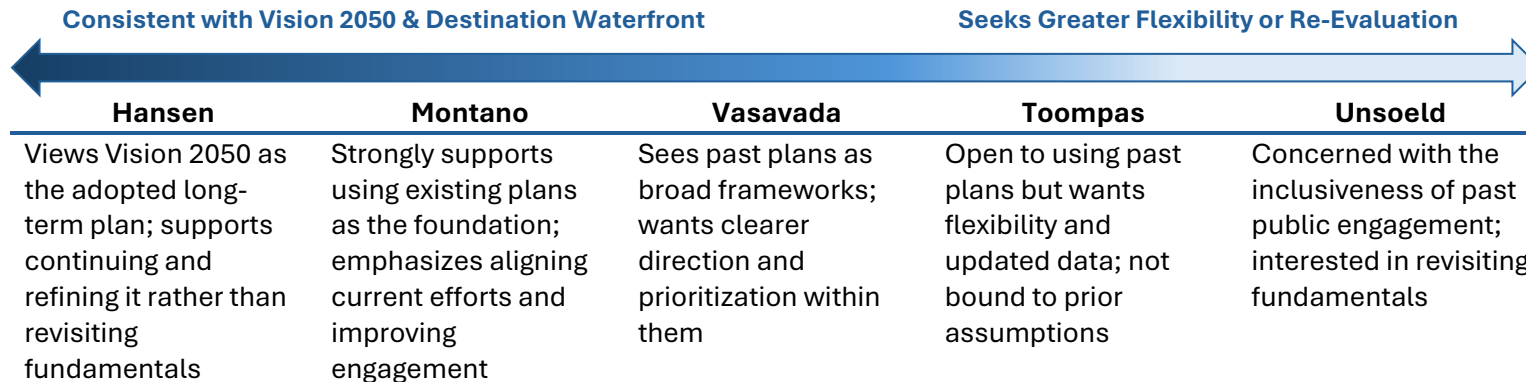 Consistent with Vision 2050 & Destination Waterfront
Seeks Greater Flexibility or Re-Evaluation
Hansen
Montano
Vasavada
Toompas
Unsoeld
Views Vision 2050 as
the adopted long-
term plan; supports
continuing and
refining it rather than
revisiting
fundamentals
Strongly supports
using existing plans
as the foundation;
emphasizes aligning
current efforts and
improving
engagement
Sees past plans as
broad frameworks;
wants clearer
direction and
prioritization within
them
Open to using past
plans but wants
flexibility and
updated data; not
bound to prior
assumptions
Concerned with the
inclusiveness of past
public engagement;
interested in revisiting
fundamentals